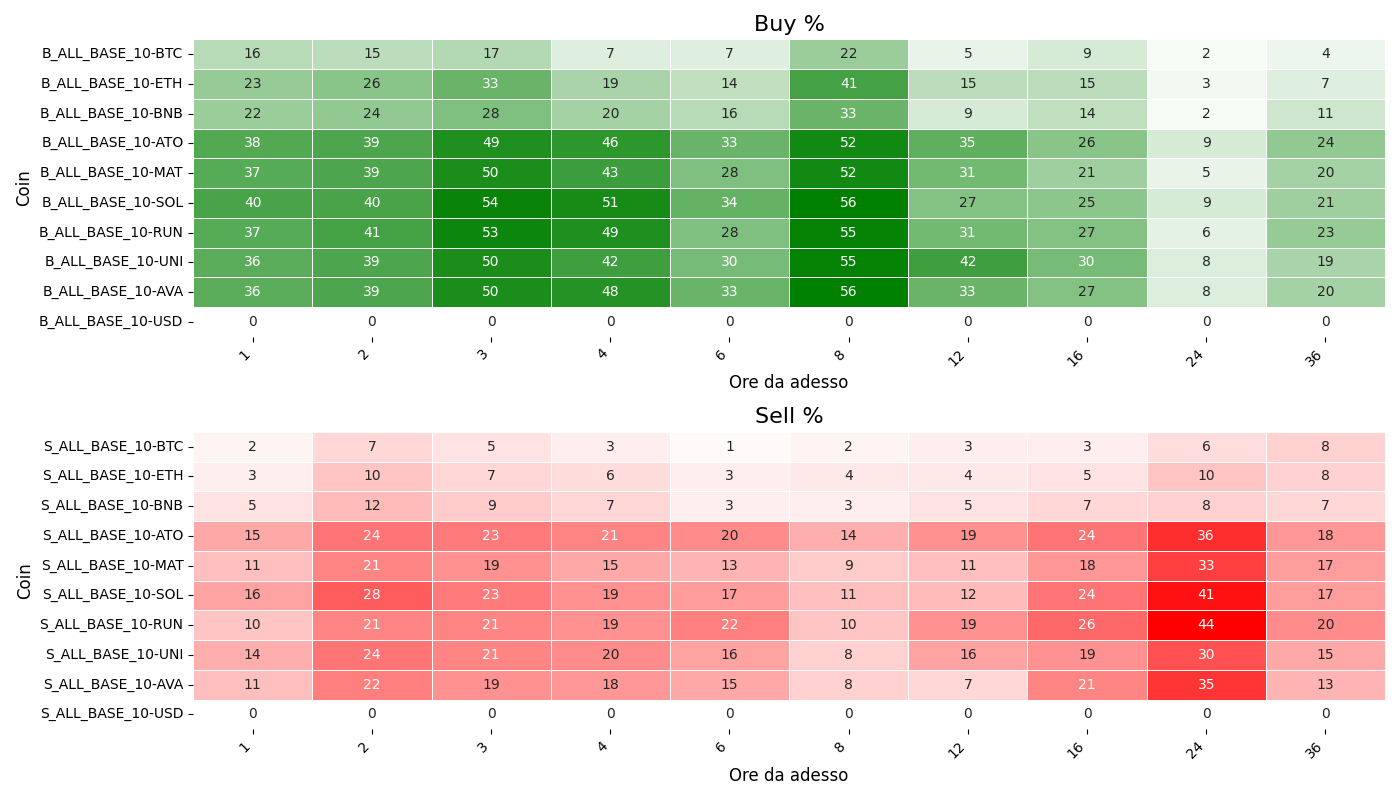 Buy %
Coin
B_ALL_BASE_10-BTC 16 15 17 7 7 22 5 9 2 4
B_ALL_BASE_10-ETH 23 26 33 19 14 41 15 15 3 7
B_ALL_BASE_10-BNB 22 24 28 20 16 33 9 14 2 11
B_ALL_BASE_10-ATO 38 39 49 46 33 52 35 26 9 24
B_ALL_BASE_10-MAT 37 39 50 43 28 52 31 21 5 20
B_ALL_BASE_10-SOL 40 40 54 51 34 56 27 25 9 21
B_ALL_BASE_10-RUN 37 41 53 49 28 55 31 27 6 23
B_ALL_BASE_10-UNI 36 39 50 42 30 55 42 30 8 19
B_ALL_BASE_10-AVA 36 39 50 48 33 56 33 27 8 20
B_ALL_BASE_10-USD 0 0 0 0 0 0 0 0 0 0
1 2 3 4 6 8 12 16 24 36
Ore da adesso
Sell %
Coin
S_ALL_BASE_10-BTC 2 7 5 3 1 2 3 3 6 8
S_ALL_BASE_10-ETH 3 10 7 6 3 4 4 5 10 8
S_ALL_BASE_10-BNB 5 12 9 7 3 3 5 7 8 7
S_ALL_BASE_10-ATO 15 24 23 21 20 14 19 24 36 18
S_ALL_BASE_10-MAT 11 21 19 15 13 9 11 18 33 17
S_ALL_BASE_10-SOL 16 28 23 19 17 11 12 24 41 17
S_ALL_BASE_10-RUN 10 21 21 19 22 10 19 26 44 20
S_ALL_BASE_10-UNI 14 24 21 20 16 8 16 19 30 15
S_ALL_BASE_10-AVA 11 22 19 18 15 8 7 21 35 13
S_ALL_BASE_10-USD 0 0 0 0 0 0 0 0 0 0
1 2 3 4 6 8 12 16 24 36
Ore da adesso